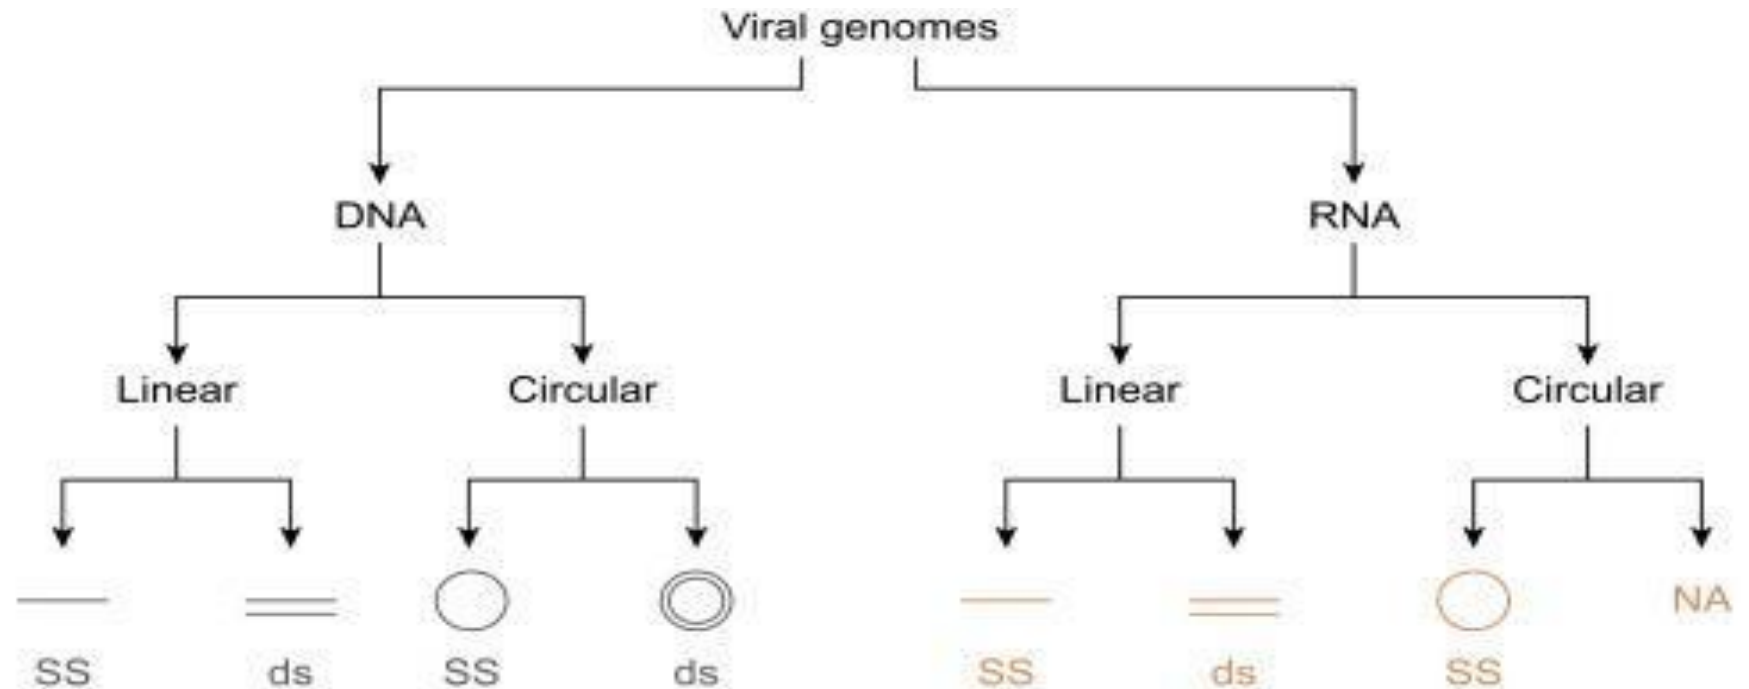 Viral genomes
DNA
RNA
Linear
Circular
Linear
Circular
NA
SS
ds
SS
ds
SS
ds
SS